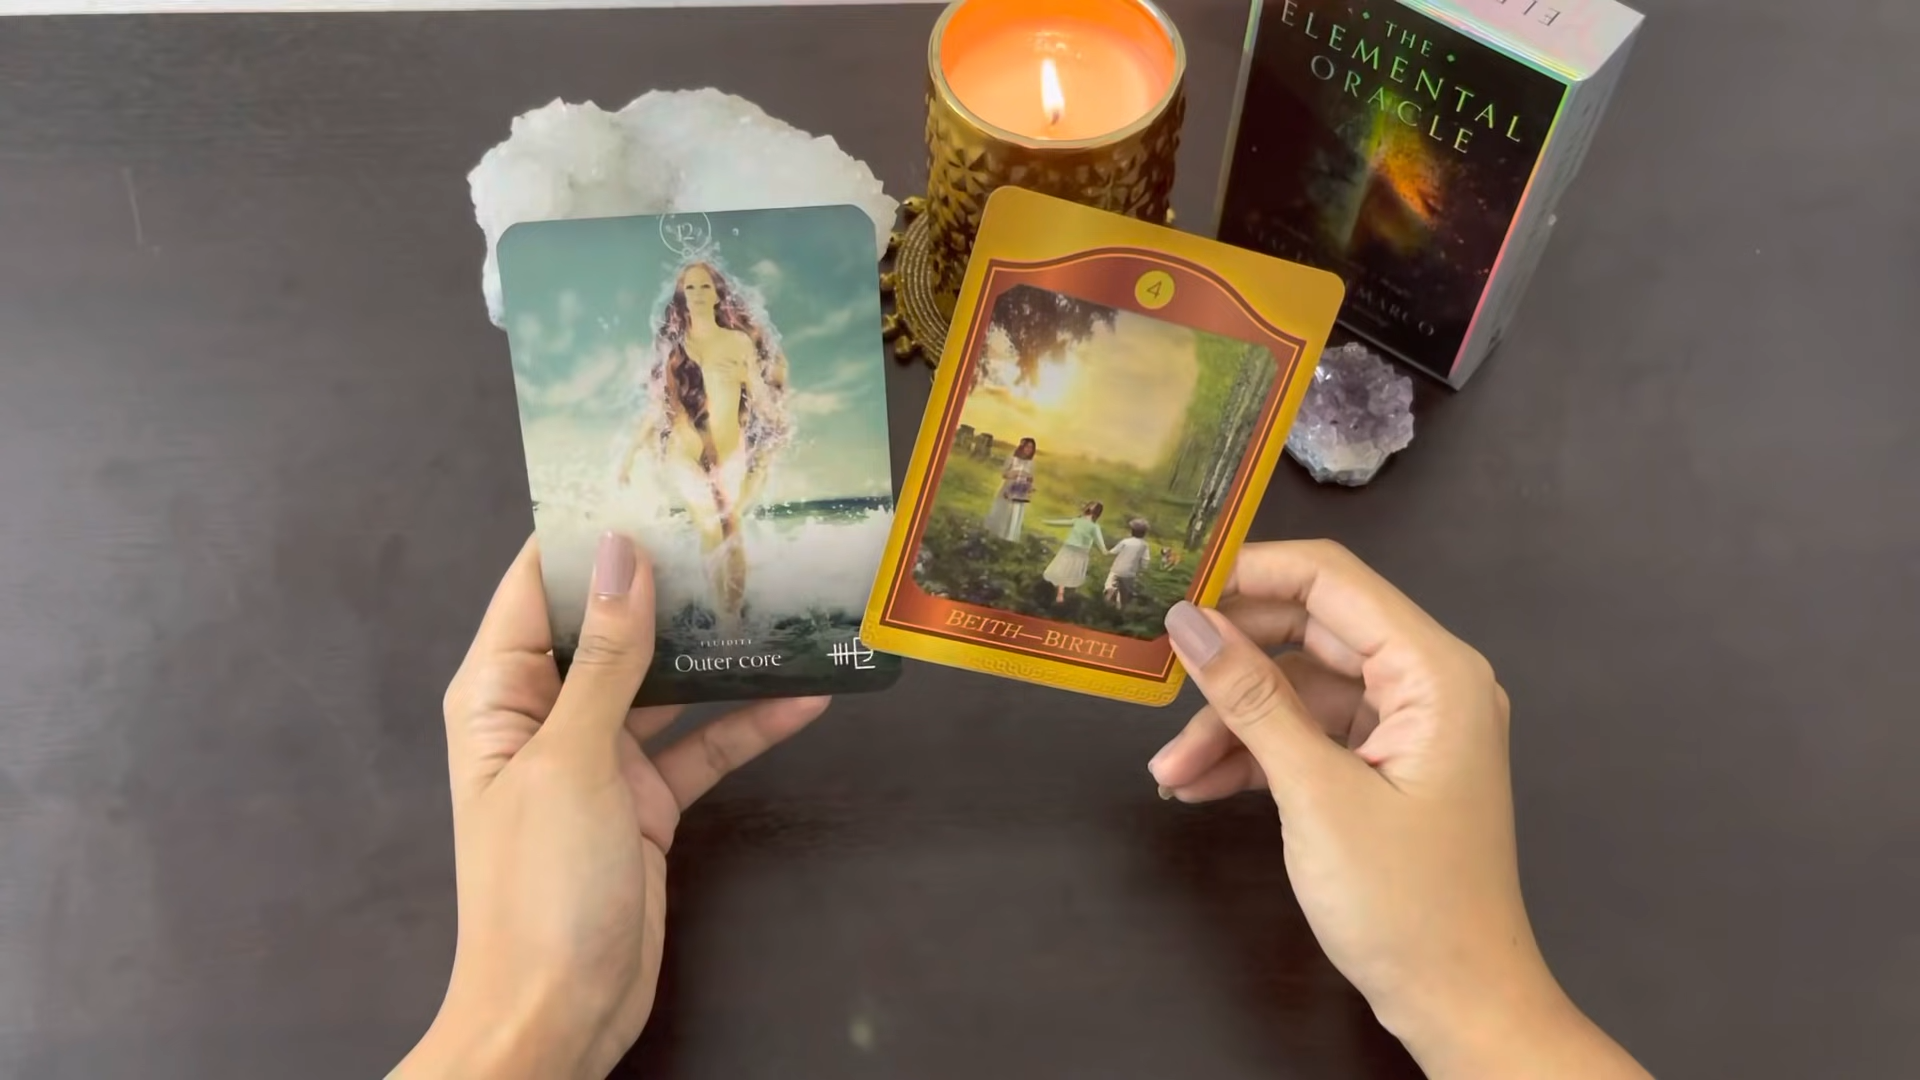 THE
ELEMENTAL
ORACLE
MARCO
12
FLUIDITY
Outer core
4
BEITH—BIRTH